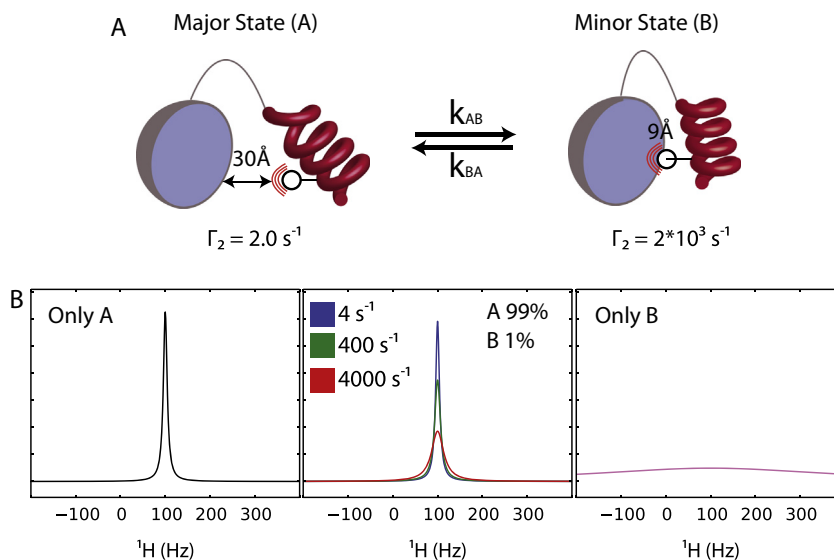 A
Major State (A)
Minor State (B)
30Å
k_AB
k_BA
9Å
Γ₂ = 2.0 s⁻¹
Γ₂ = 2*10³ s⁻¹
B
Only A
4 s⁻¹
400 s⁻¹
4000 s⁻¹
A 99%
B 1%
Only B
−100 0 100 200 300
−100 0 100 200 300
−100 0 100 200 300
¹H (Hz)
¹H (Hz)
¹H (Hz)